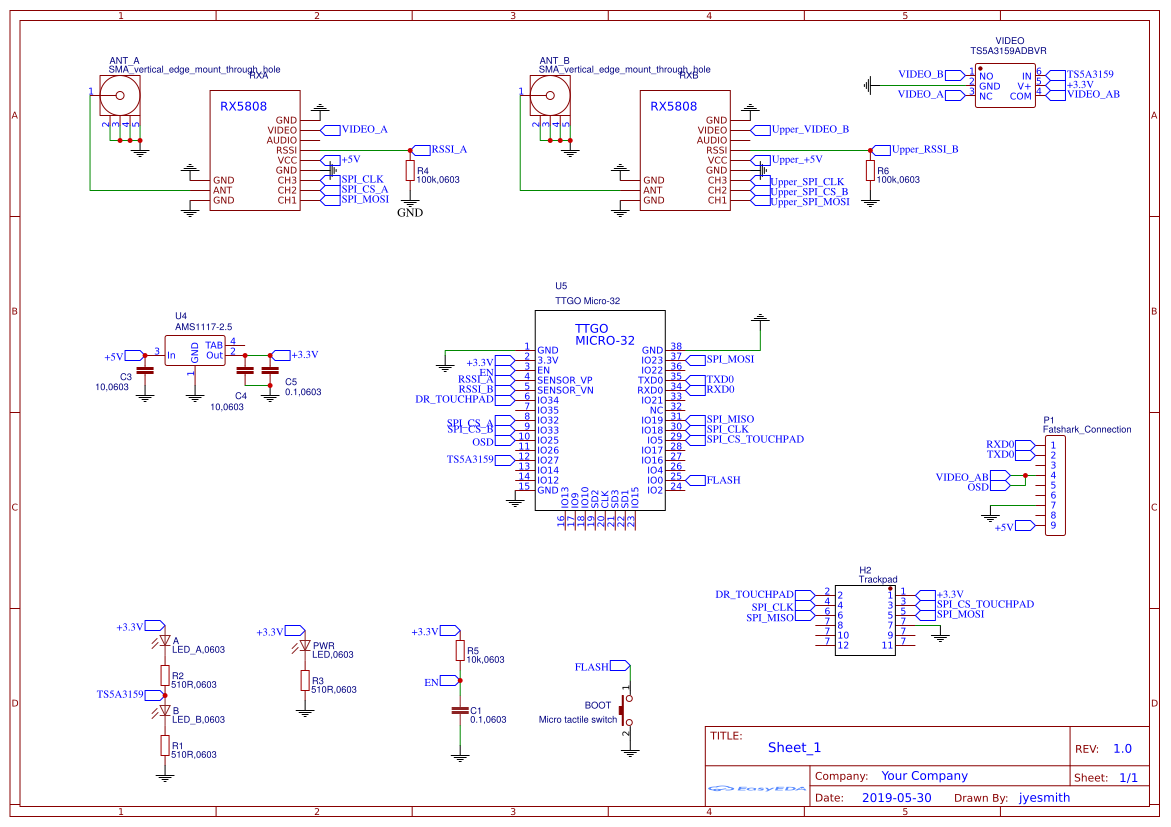 1 2 3 4 5
A
B
C
D
ANT_A
SMA_vertical_edge_mount_through_hole
RXA
1
2 3 4 5
RX5808
GND
VIDEO
AUDIO
RSSI
VCC
GND
CH3
CH2
CH1
GND
ANT
GND
VIDEO_A
RSSI_A
+5V
SPI_CLK
SPI_CS_A
SPI_MOSI
R4
100k,0603
GND
ANT_B
SMA_vertical_edge_mount_through_hole
RXB
1
2 3 4 5
RX5808
GND
VIDEO
AUDIO
RSSI
VCC
GND
CH3
CH2
CH1
GND
ANT
GND
Upper_VIDEO_B
Upper_RSSI_B
Upper_+5V
Upper_SPI_CLK
Upper_SPI_CS_B
Upper_SPI_MOSI
R6
100k,0603
VIDEO
TS5A3159ADBVR
VIDEO_B 1 NO IN 6 TS5A3159
2 GND V+ 5 +3.3V
VIDEO_A 3 NC COM 4 VIDEO_AB
U4
AMS1117-2.5
+5V 3 In GND TAB 4
Out 2 +3.3V
1
C3
10,0603
C4
10,0603
C5
0.1,0603
U5
TTGO Micro-32
TTGO
MICRO-32
1 GND
+3.3V 2 3.3V
EN 3 EN
RSSI_A 4 SENSOR_VP
RSSI_B 5 SENSOR_VN
DR_TOUCHPAD 6 IO34
7 IO35
SPI_CS_A 8 IO32
SPI_CS_B 9 IO33
OSD 10 IO25
11 IO26
TS5A3159 12 IO27
13 IO14
14 IO12
15 GND
IO13 IO9 IO10 SD2 CLK SD3 SD1 IO15
16 17 18 19 20 21 22 23
GND 38
IO23 37 SPI_MOSI
IO22 36
TXD0 35 TXD0
RXD0 34 RXD0
IO21 33
NC 32
IO19 31 SPI_MISO
IO18 30 SPI_CLK
IO5 29 SPI_CS_TOUCHPAD
IO17 28
IO16 27
IO4 26
IO0 25 FLASH
IO2 24
P1
Fatshark_Connection
RXD0 1
TXD0 2
3
VIDEO_AB 4
OSD 5
6
7
8
+5V 9
H2
Trackpad
DR_TOUCHPAD 2 2 1 1 +3.3V
SPI_CLK 4 4 3 3 SPI_CS_TOUCHPAD
SPI_MISO 6 6 5 5 SPI_MOSI
7 8 7 7
7 10 9 7
7 12 11 7
+3.3V
A
LED_A,0603
R2
510R,0603
TS5A3159
B
LED_B,0603
R1
510R,0603
+3.3V
PWR
LED,0603
R3
510R,0603
+3.3V
R5
10k,0603
EN
C1
0.1,0603
FLASH
1
BOOT
Micro tactile switch
2
TITLE:
Sheet_1
REV: 1.0
Company: Your Company
Sheet: 1/1
EasyEDA
Date: 2019-05-30 Drawn By: jyesmith
A
B
C
D
1 2 3 4 5